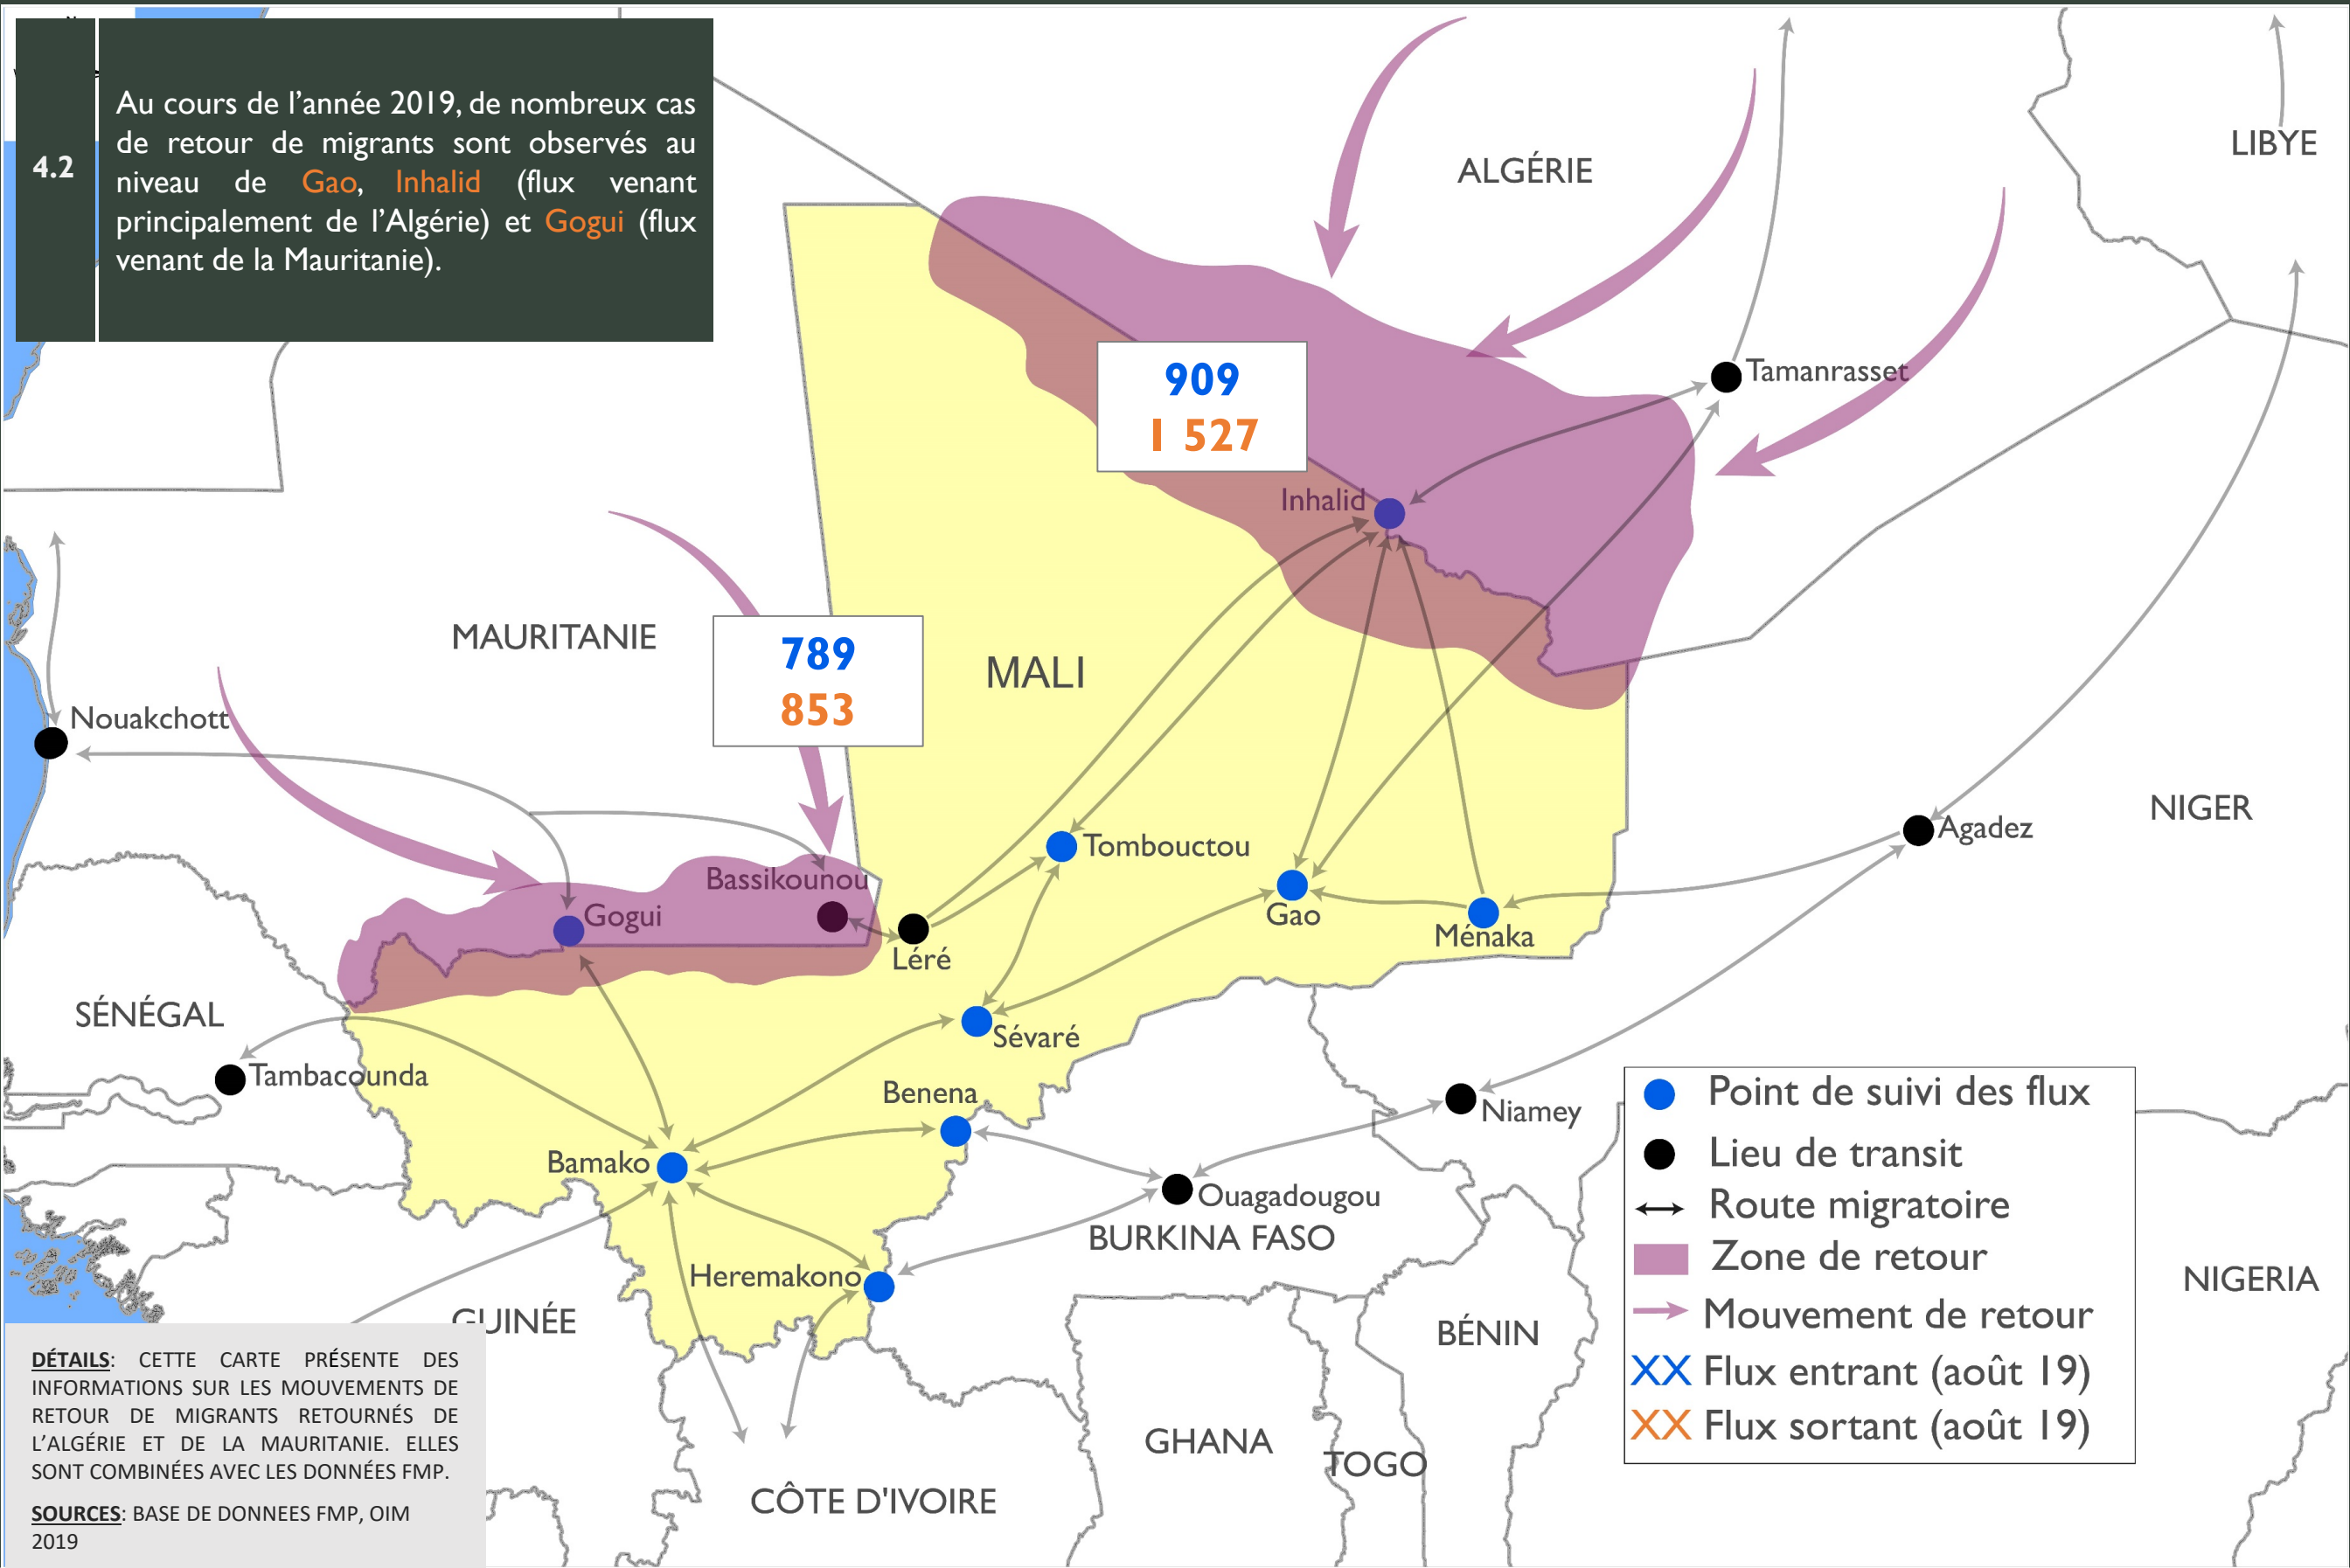 4.2
Au cours de l'année 2019, de nombreux cas
de retour de migrants sont observés au
niveau de Gao, Inhalid (flux venant
principalement de l'Algérie) et Gogui (flux
venant de la Mauritanie).
ALGÉRIE
LIBYE
909
1 527
Tamanrasset
Inhalid
MAURITANIE
789
853
MALI
Nouakchott
NIGER
Agadez
Tombouctou
Bassikounou
Gogui
Gao
Ménaka
Léré
SÉNÉGAL
Sévaré
Tambacounda
Benena
Niamey
Bamako
Ouagadougou
BURKINA FASO
Heremakono
GUINÉE
NIGERIA
BÉNIN
GHANA
TOGO
CÔTE D'IVOIRE
Point de suivi des flux
Lieu de transit
Route migratoire
Zone de retour
Mouvement de retour
XX Flux entrant (août 19)
XX Flux sortant (août 19)
DÉTAILS: CETTE CARTE PRÉSENTE DES
INFORMATIONS SUR LES MOUVEMENTS DE
RETOUR DE MIGRANTS RETOURNÉS DE
L'ALGÉRIE ET DE LA MAURITANIE. ELLES
SONT COMBINÉES AVEC LES DONNÉES FMP.
SOURCES: BASE DE DONNEES FMP, OIM
2019